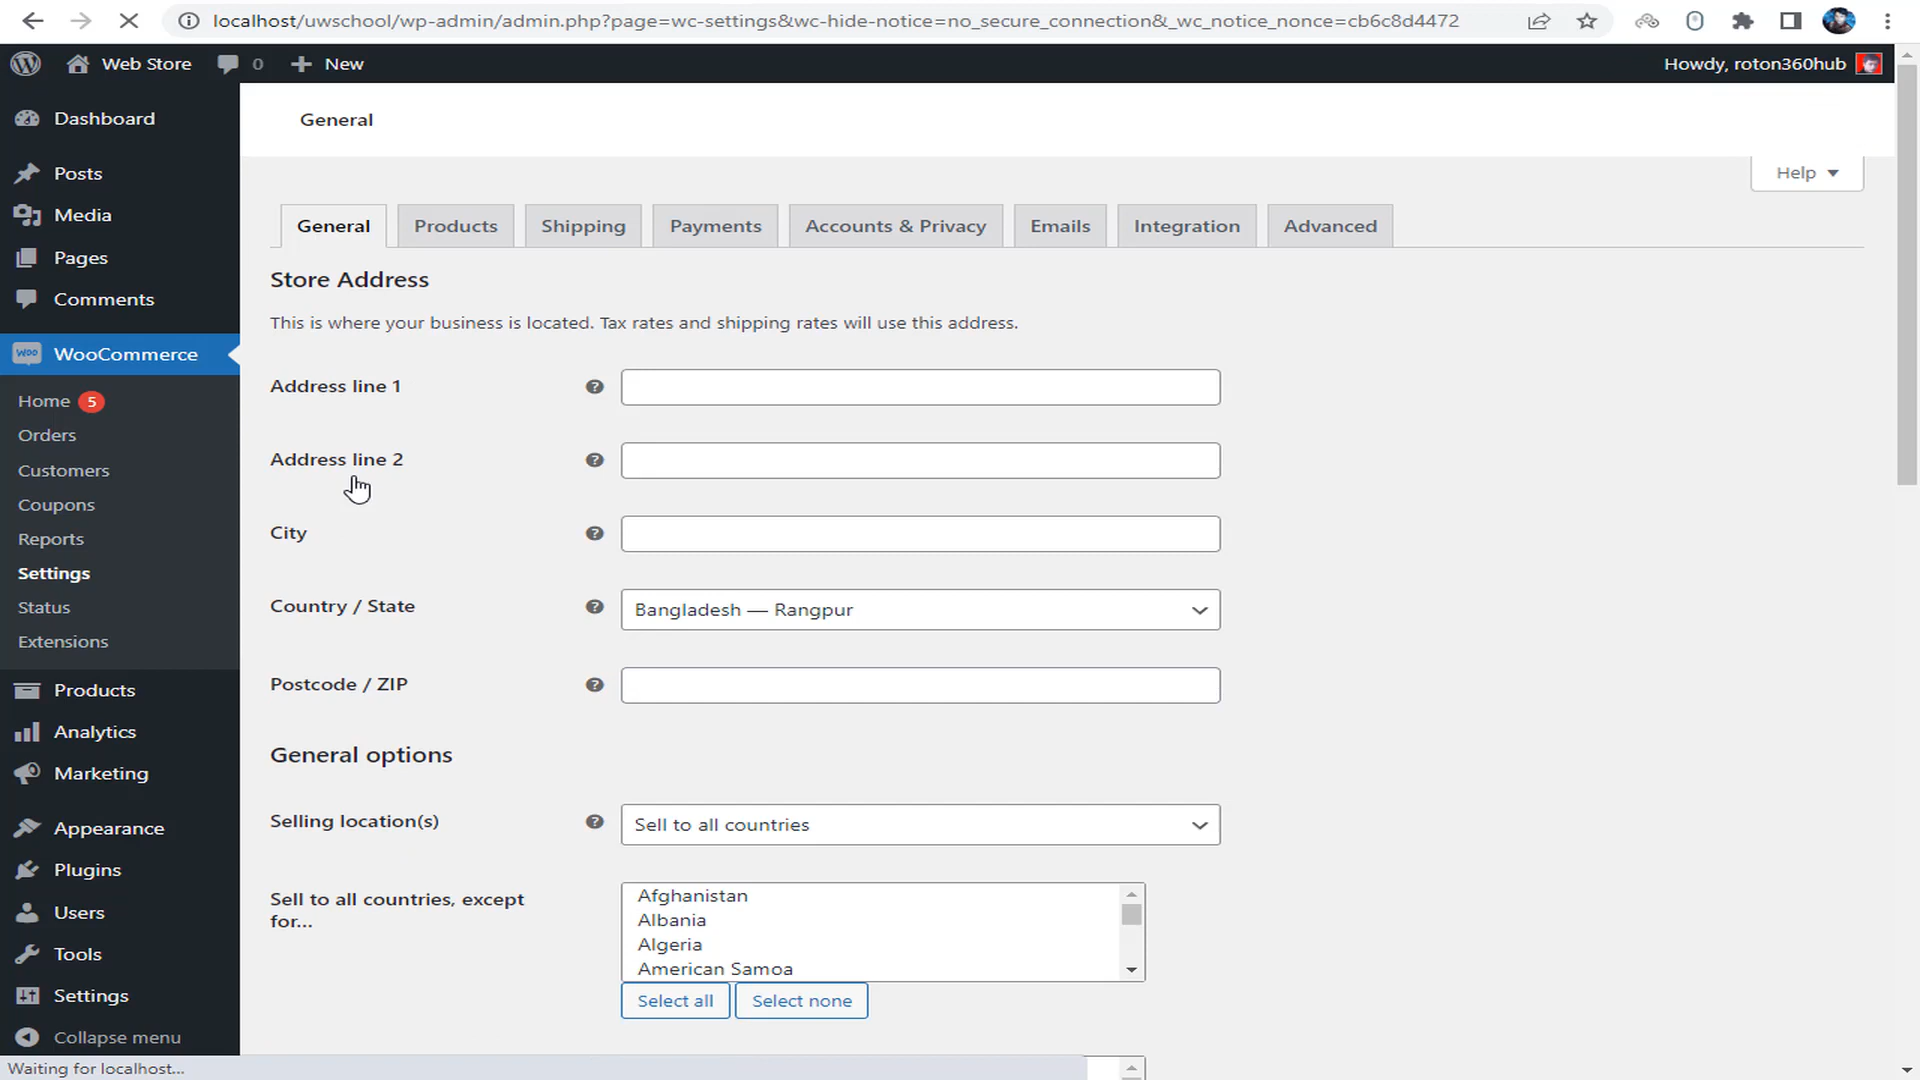 localhost/uwschool/wp-admin/admin.php?page=wc-settings&wc-hide-notice=no_secure_connection&_wc_notice_nonce=cb6c8d4472
Web Store 0 New Howdy, roton360hub
Dashboard
Posts
Media
Pages
Comments
WOO WooCommerce
Home 5
Orders
Customers
Coupons
Reports
Settings
Status
Extensions
Products
Analytics
Marketing
Appearance
Plugins
Users
Tools
Settings
Collapse menu
General
Help
General Products Shipping Payments Accounts & Privacy Emails Integration Advanced
Store Address
This is where your business is located. Tax rates and shipping rates will use this address.
Address line 1
Address line 2
City
Country / State Bangladesh — Rangpur
Postcode / ZIP
General options
Selling location(s) Sell to all countries
Sell to all countries, except
for...
Afghanistan
Albania
Algeria
American Samoa
Select all Select none
Waiting for localhost...